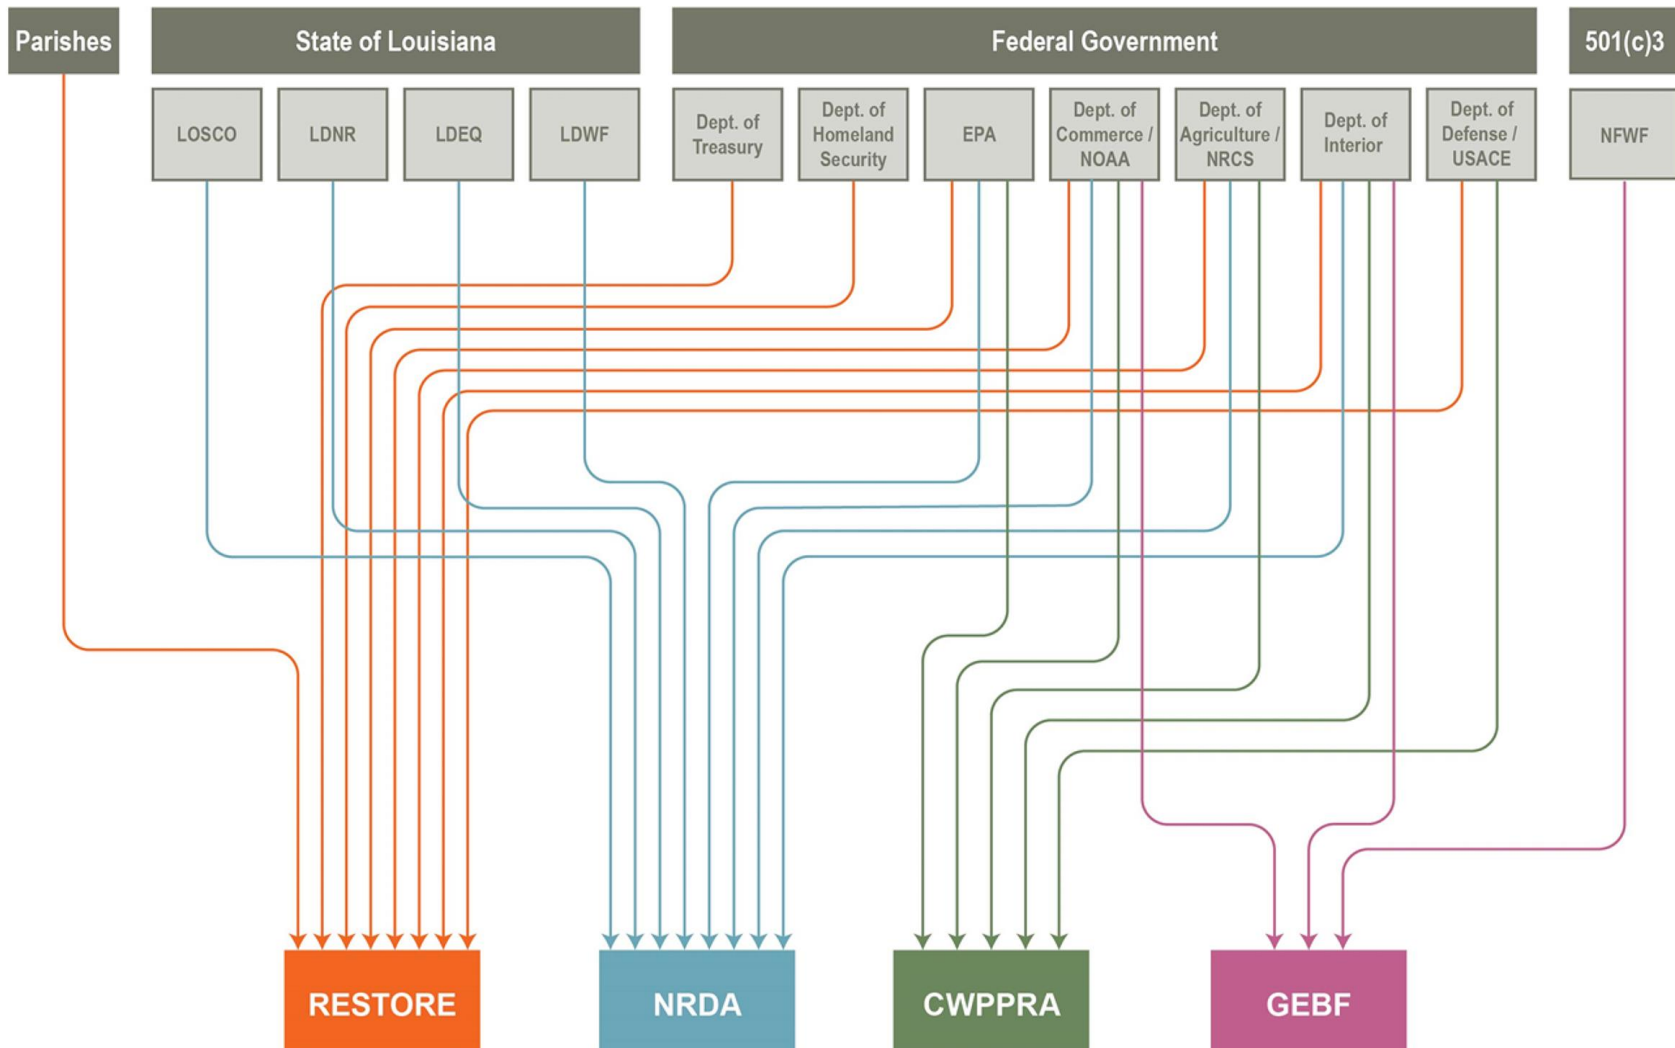 Parishes
State of Louisiana
Federal Government
501(c)3
LOSCO
LDNR
LDEQ
LDWF
Dept. of
Treasury
Dept. of
Homeland
Security
EPA
Dept. of
Commerce /
NOAA
Dept. of
Agriculture /
NRCS
Dept. of
Interior
Dept. of
Defense /
USACE
NFWF
RESTORE
NRDA
CWPPRA
GEBF